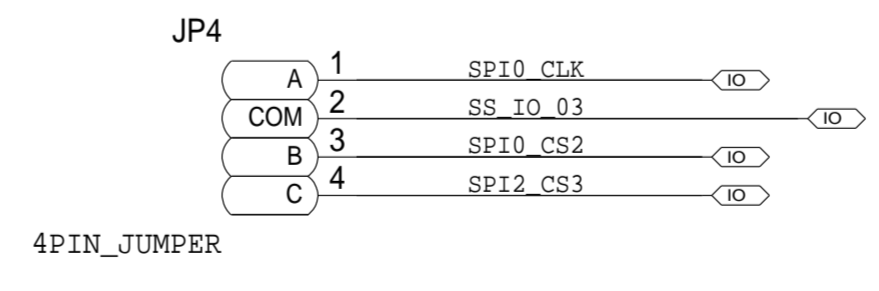 JP4
A 1 SPI0_CLK IO
COM 2 SS_IO_03 IO
B 3 SPI0_CS2 IO
C 4 SPI2_CS3 IO
4PIN_JUMPER